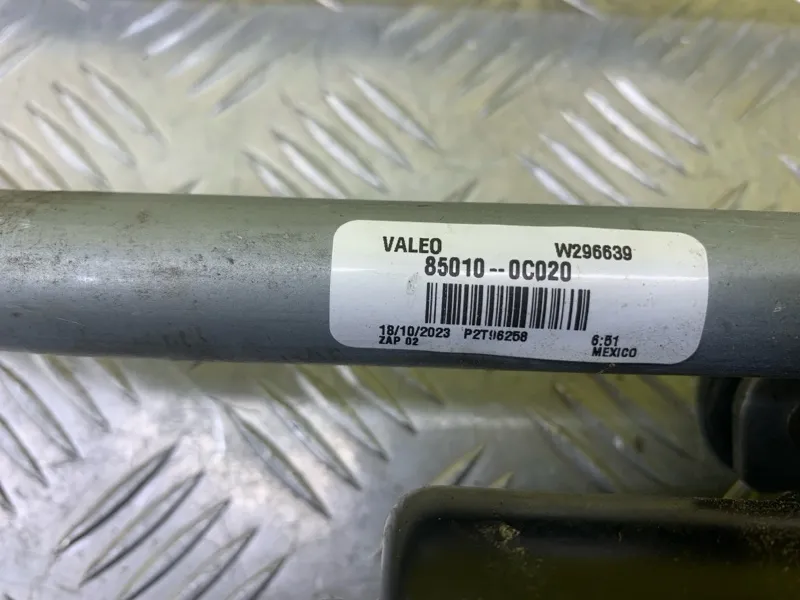 VALEO W296639
85010--0C020
18/10/2023 P2T96258 6:51
ZAP 02 MEXICO